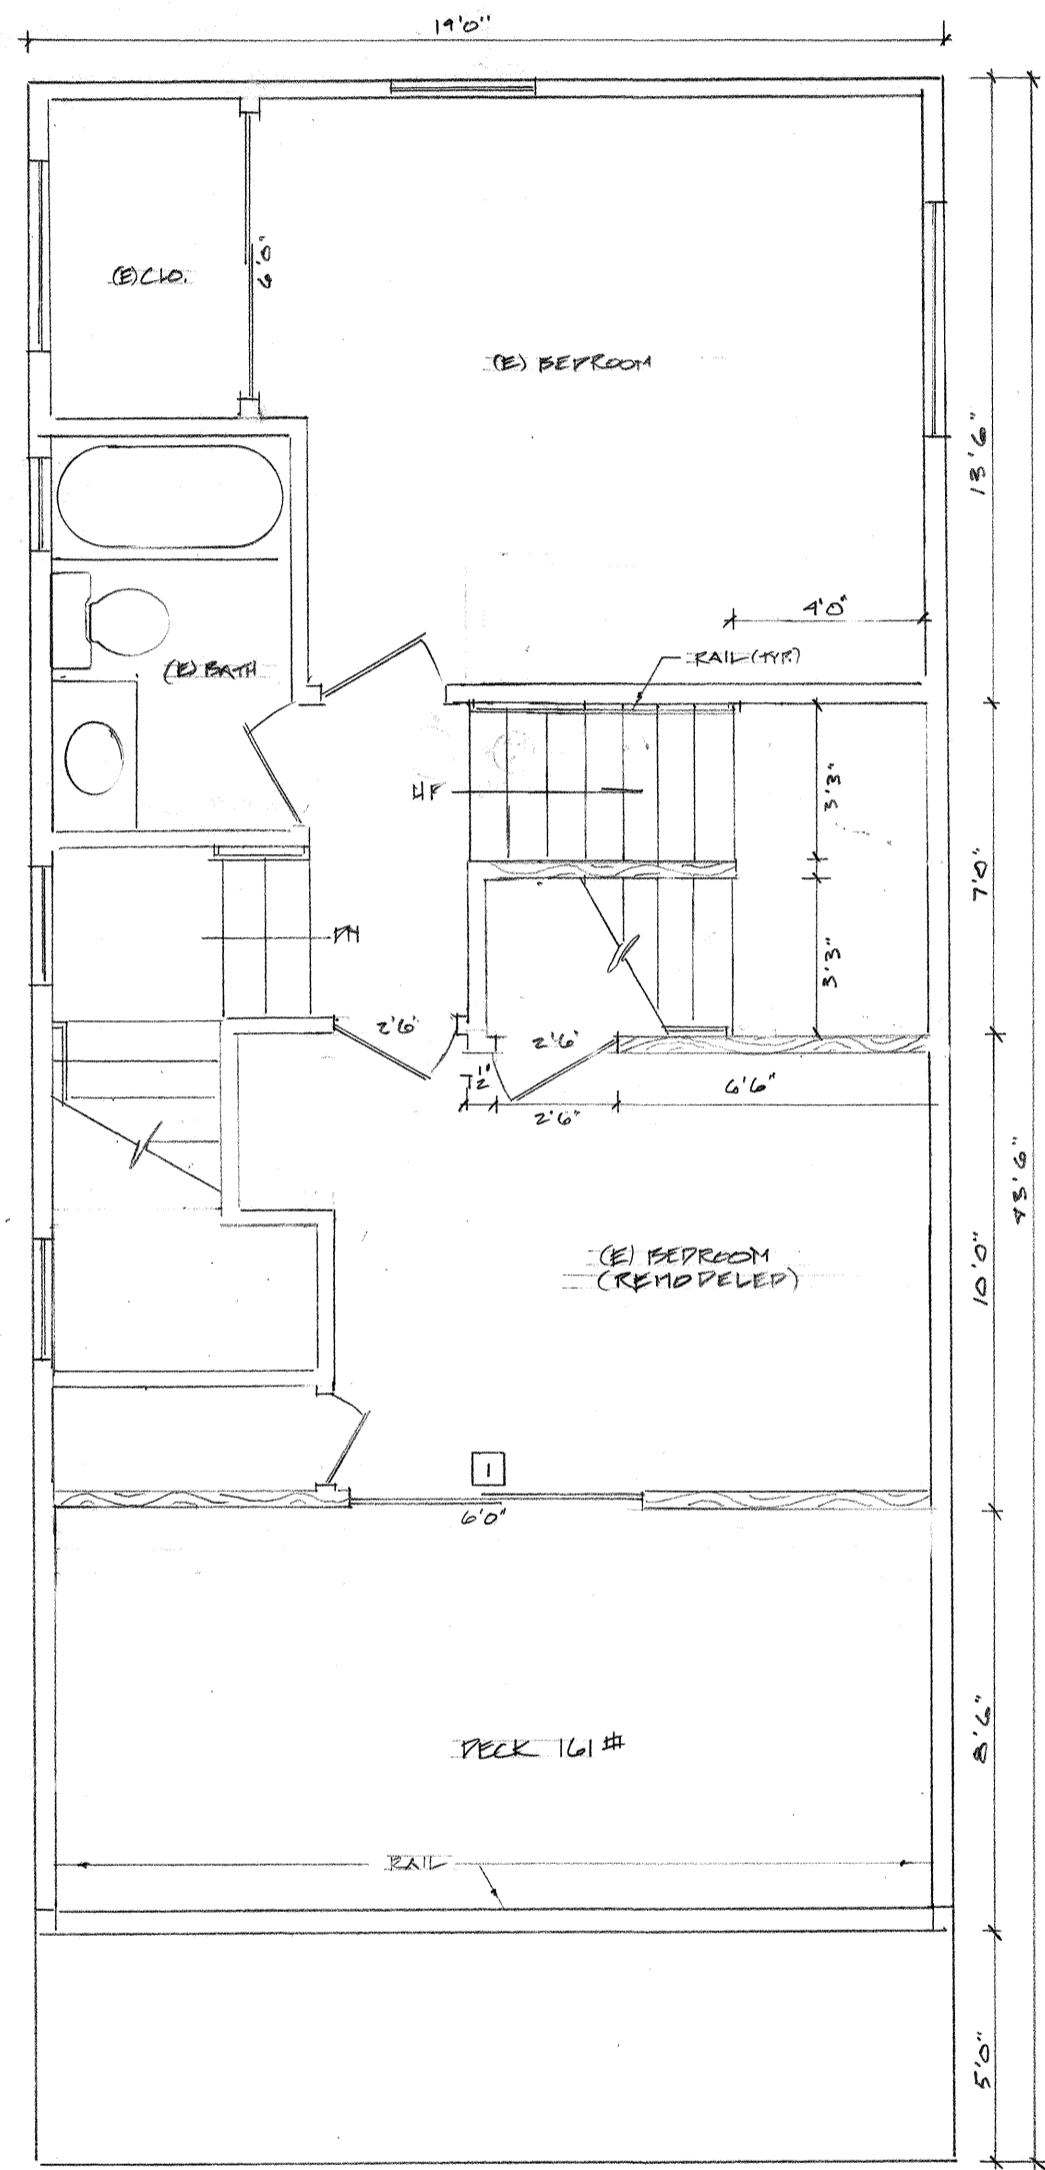 19'0"
6'0"
(E) CLO.
(E) BEDROOM
13'6"
4'0"
RAIL (TYP.)
(E) BATH
UP
3'3"
7'0"
DN
3'3"
2'6"
2'6"
6'6"
2'6"
43'6"
(E) BEDROOM
(REMODELED)
10'0"
1
6'0"
DECK 161#
8'6"
RAIL
5'0"